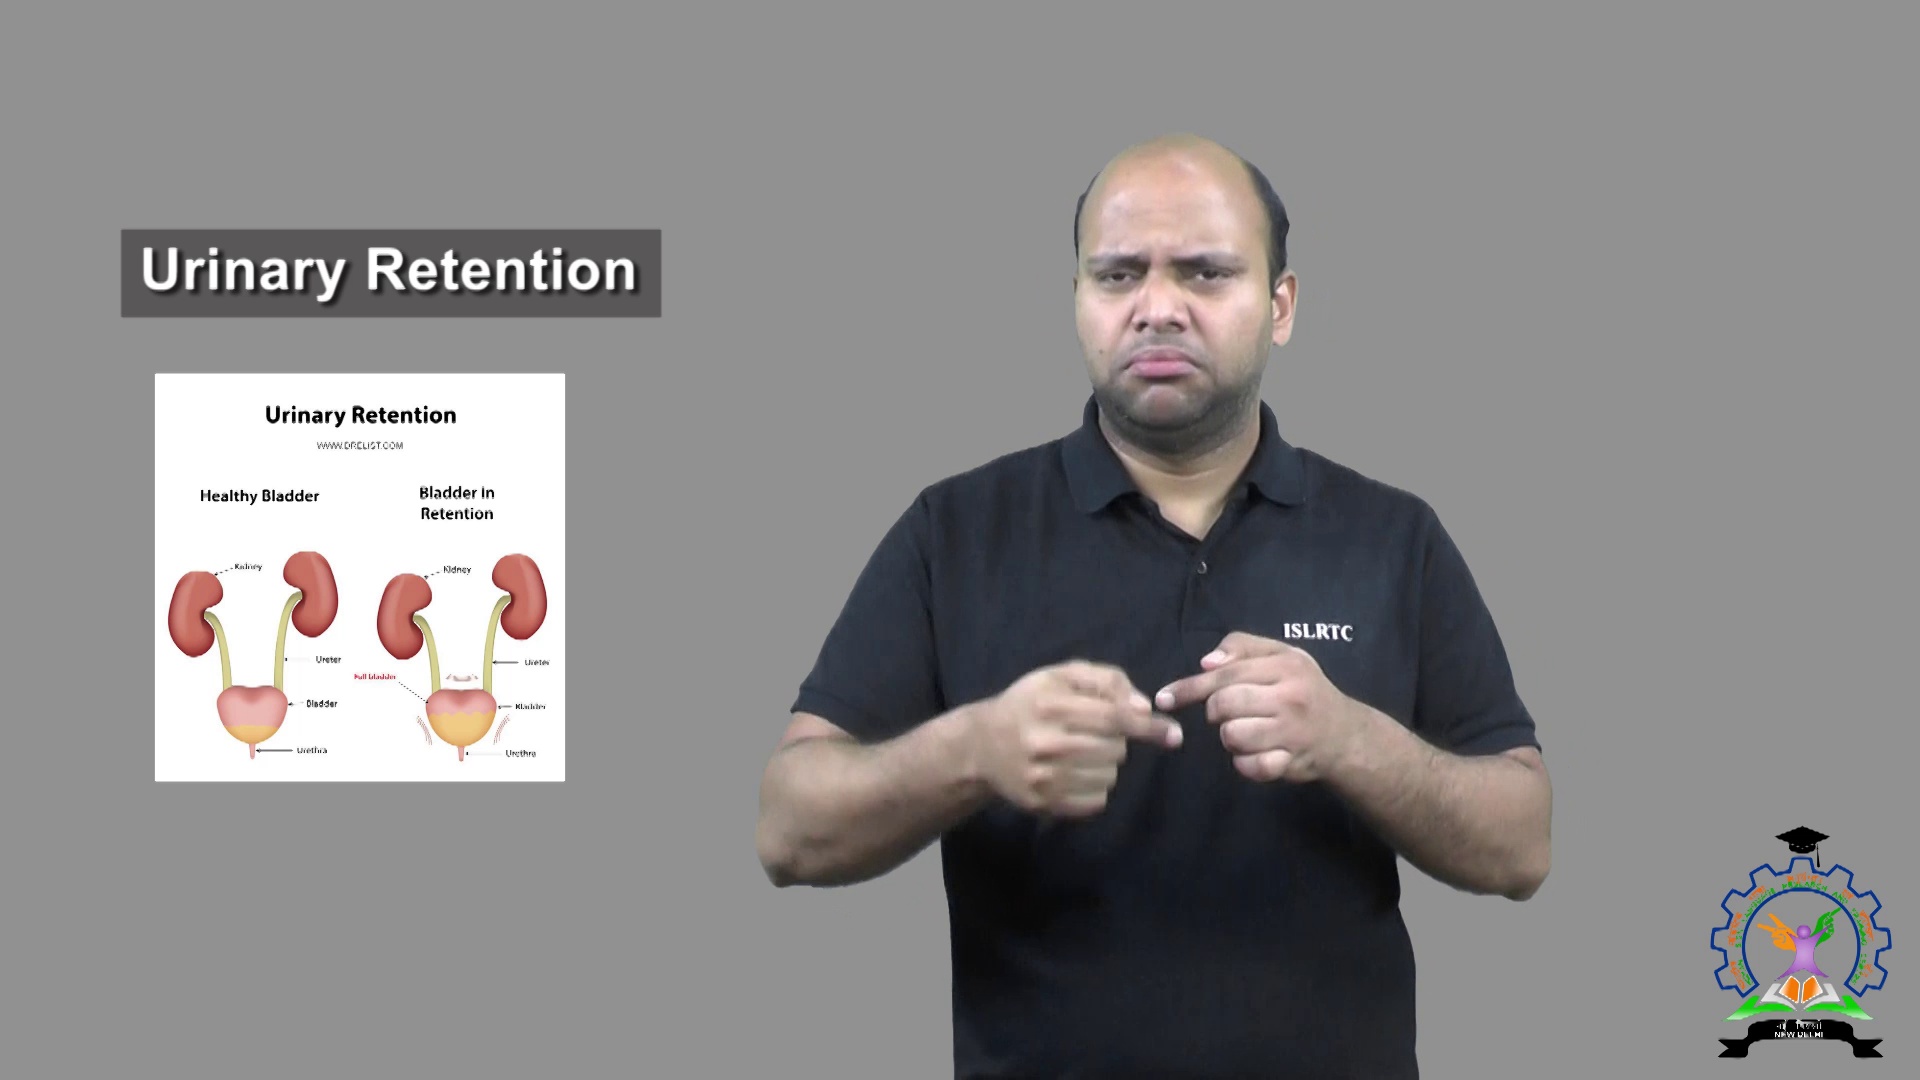 Urinary Retention
Urinary Retention
WWW.DRELIST.COM
Healthy Bladder
Bladder In
Retention
Kidney
Kidney
Ureter
Ureter
Full bladder
Bladder
Bladder
Urethra
Urethra
ISLRTC
NEW DELHI